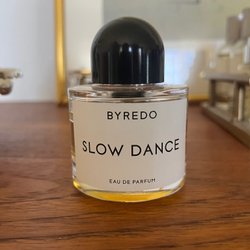 BYREDO
SLOW DANCE
EAU DE PARFUM